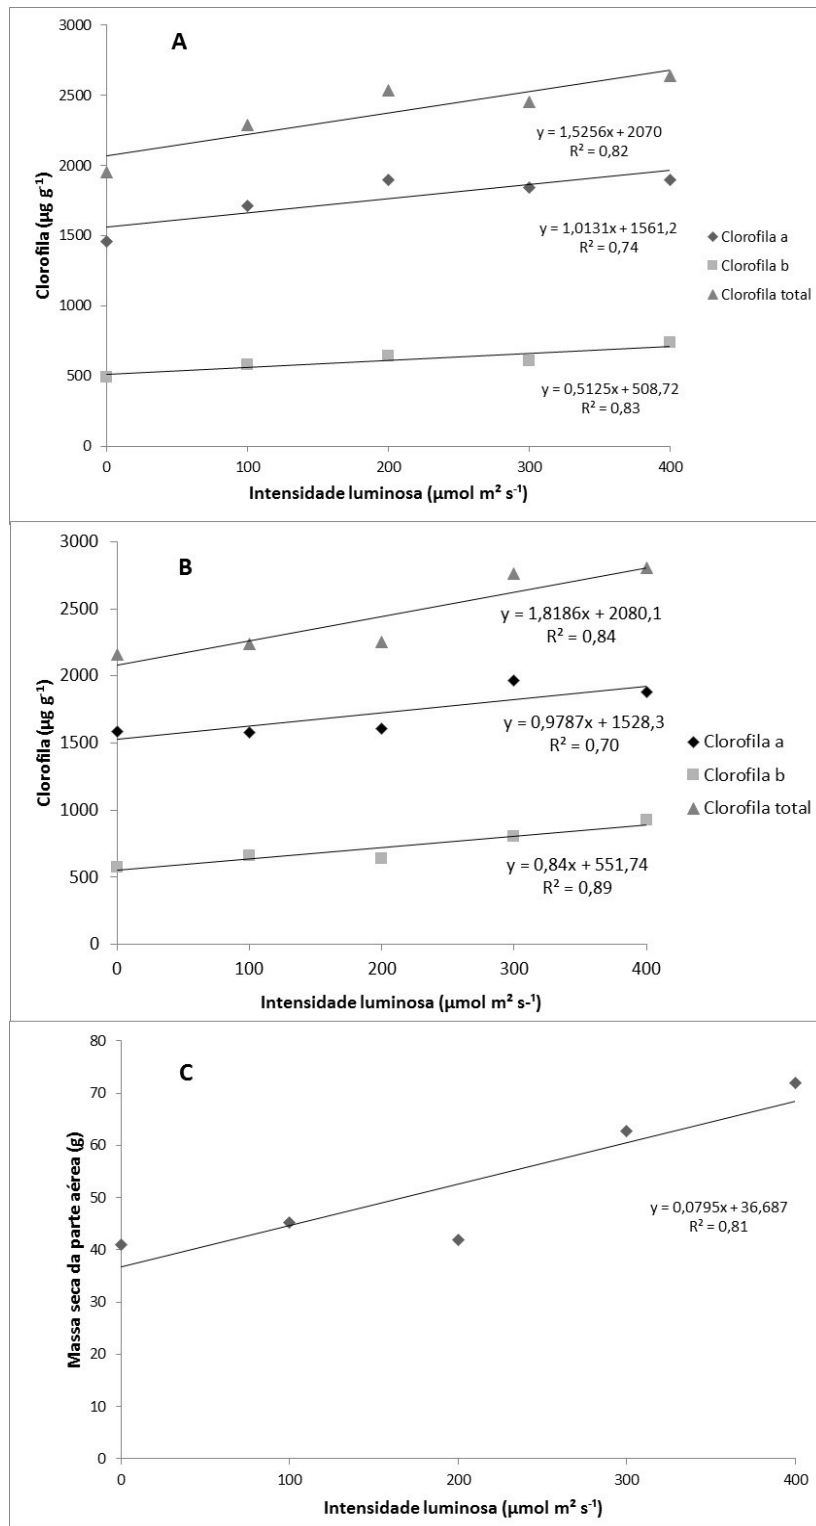 A
3000
2500
2000
1500
1000
500
0
Clorofila (µg g⁻¹)
y = 1,5256x + 2070
R² = 0,82
y = 1,0131x + 1561,2
R² = 0,74
y = 0,5125x + 508,72
R² = 0,83
Clorofila a
Clorofila b
Clorofila total
0 100 200 300 400
Intensidade luminosa (µmol m² s⁻¹)
B
3000
2500
2000
1500
1000
500
0
Clorofila (µg g⁻¹)
y = 1,8186x + 2080,1
R² = 0,84
y = 0,9787x + 1528,3
R² = 0,70
y = 0,84x + 551,74
R² = 0,89
Clorofila a
Clorofila b
Clorofila total
0 100 200 300 400
Intensidade luminosa (µmol m² s-¹)
C
80
70
60
50
40
30
20
10
0
Massa seca da parte aérea (g)
y = 0,0795x + 36,687
R² = 0,81
0 100 200 300 400
Intensidade luminosa (µmol m² s⁻¹)